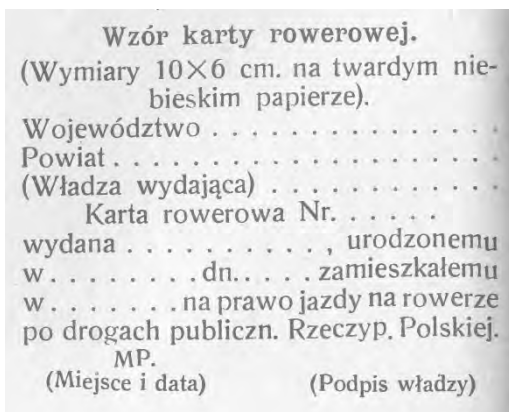 Wzór karty rowerowej.
(Wymiary 10×6 cm. na twardym nie-
bieskim papierze).
Województwo . . . . . . . . . . . . . . .
Powiat . . . . . . . . . . . . . . . . . .
(Władza wydająca) . . . . . . . . . . . .
Karta rowerowa Nr. . . . . .
wydana . . . . . . . . . . . , urodzonemu
w . . . . . . . . dn. . . . . zamieszkałemu
w . . . . . . . na prawo jazdy na rowerze
po drogach publiczn. Rzeczyp. Polskiej.
MP.
(Miejsce i data) (Podpis władzy)